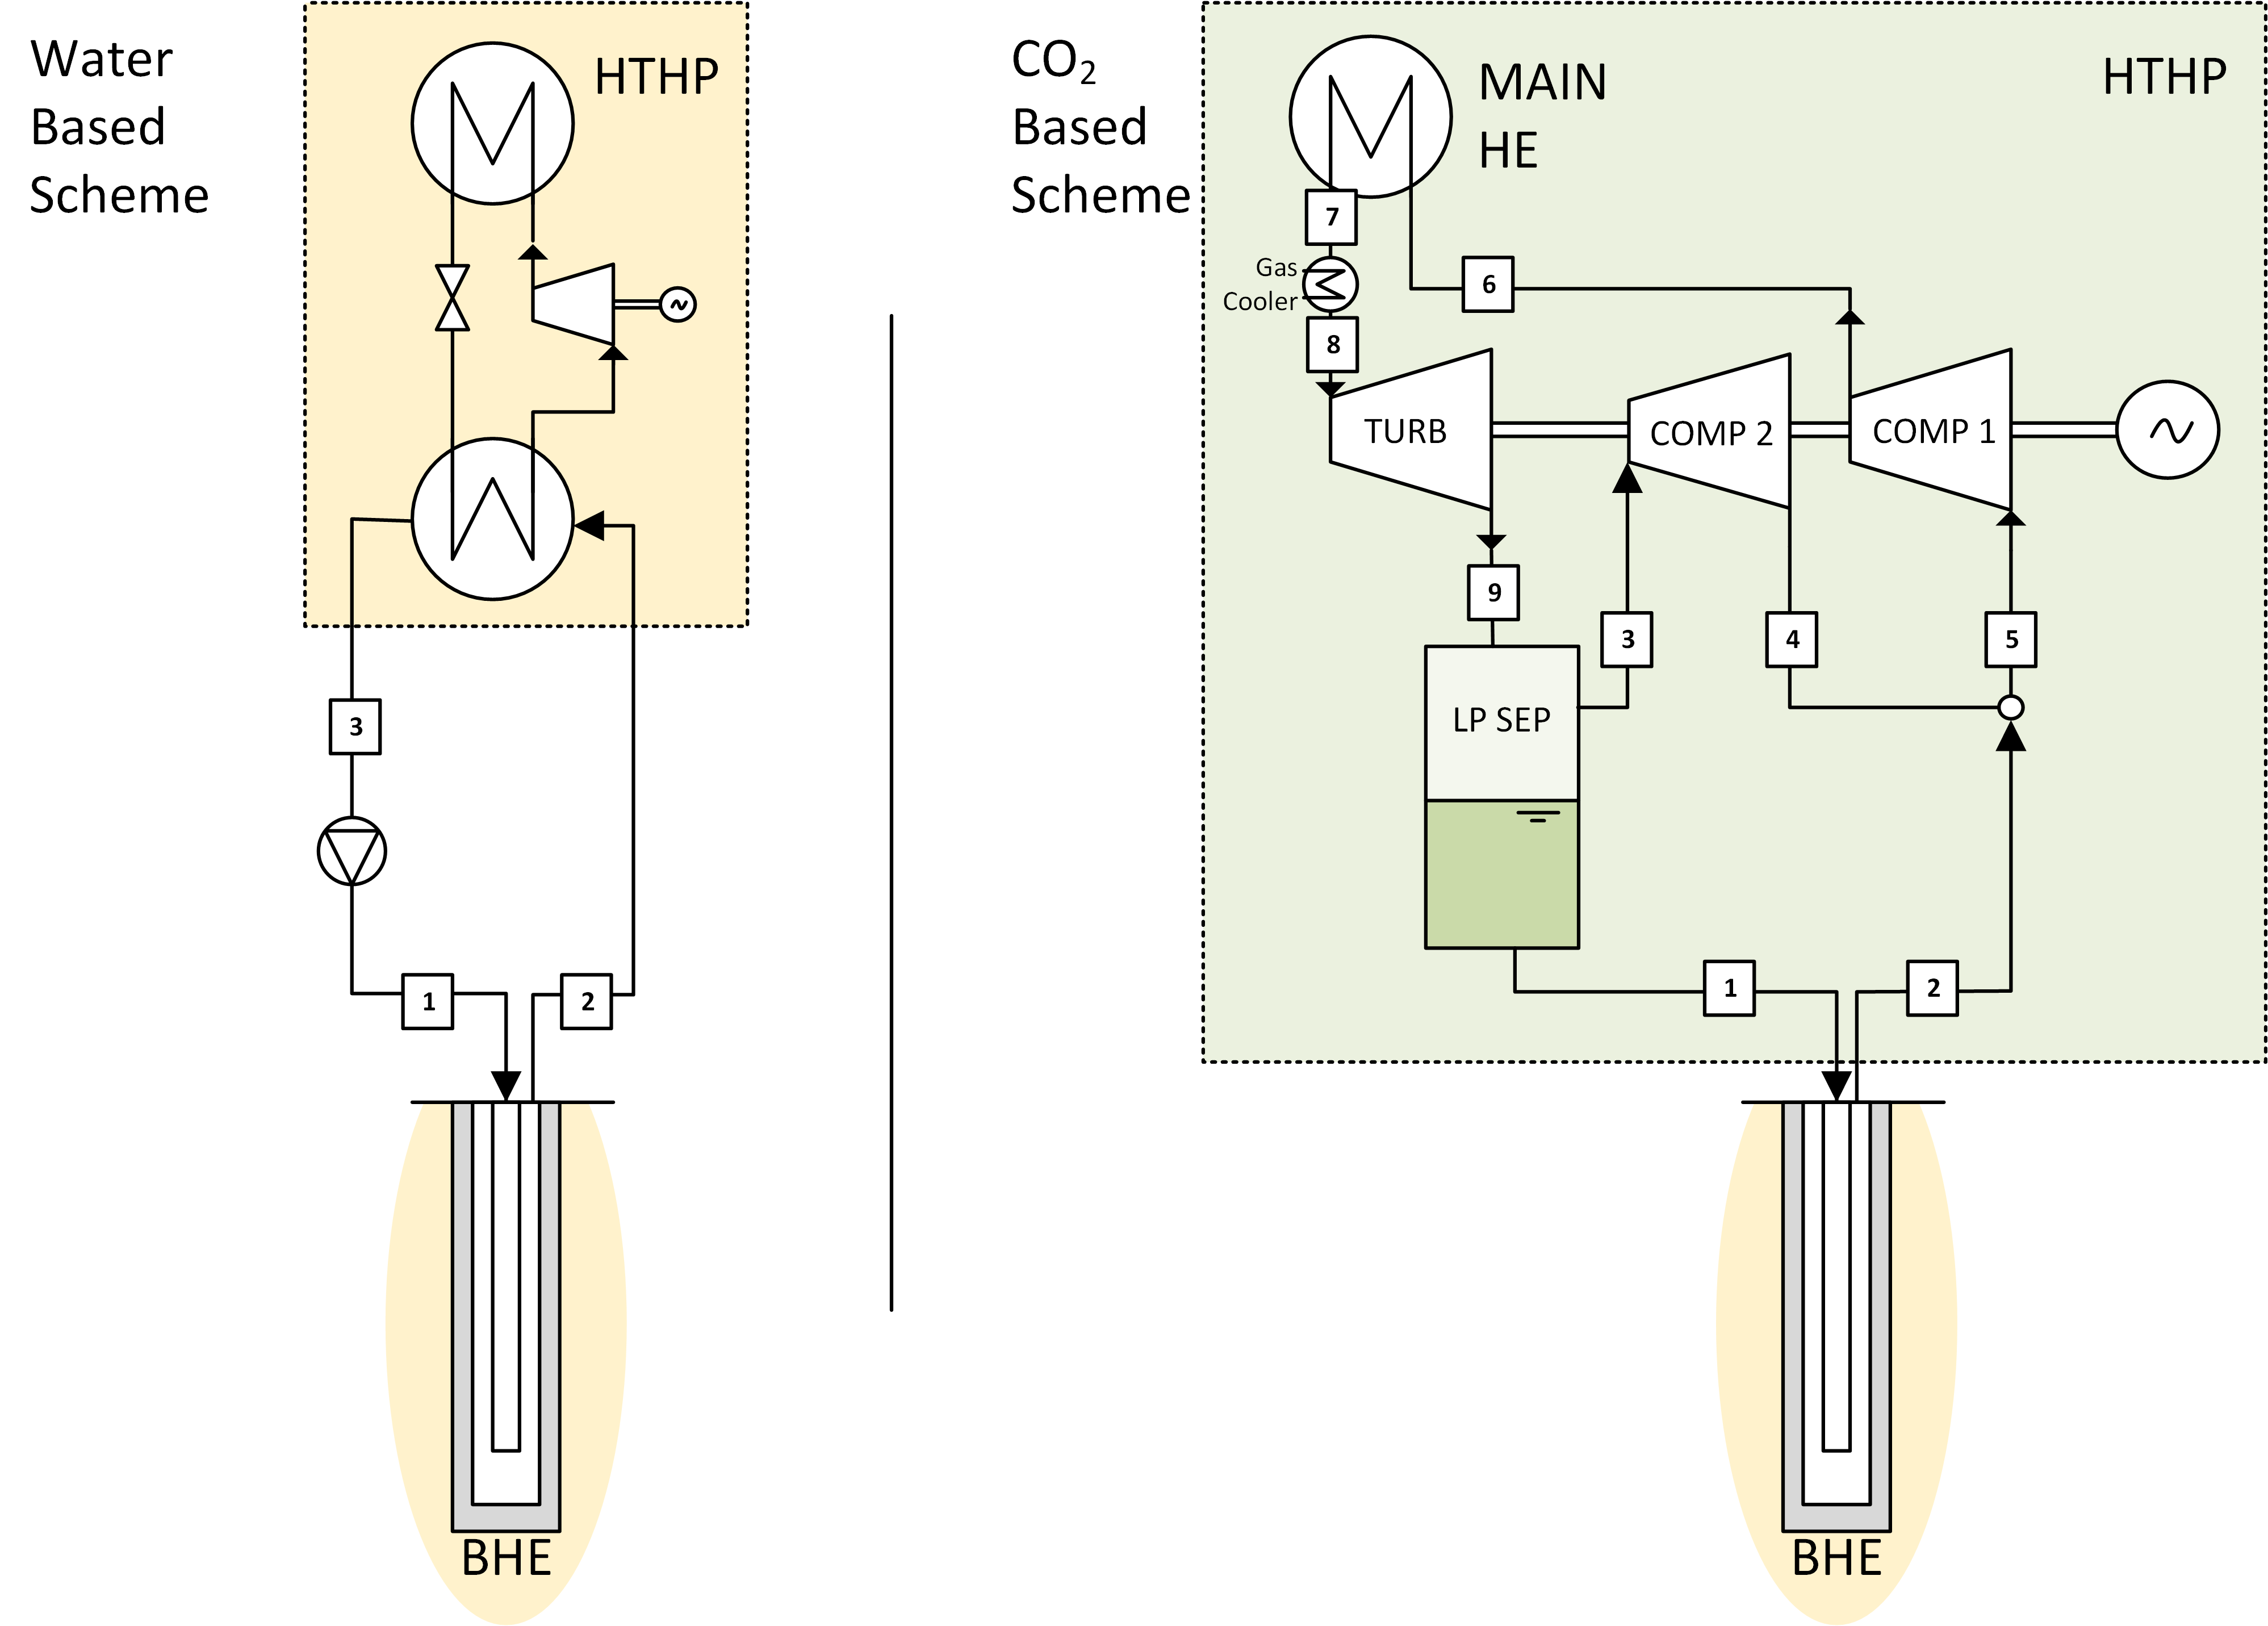 Water
Based
Scheme
HTHP
3
1
2
BHE
CO₂
Based
Scheme
MAIN
HE
HTHP
7
Gas
Cooler
8
6
TURB
COMP 2
COMP 1
9
3
4
5
LP SEP
1
2
BHE